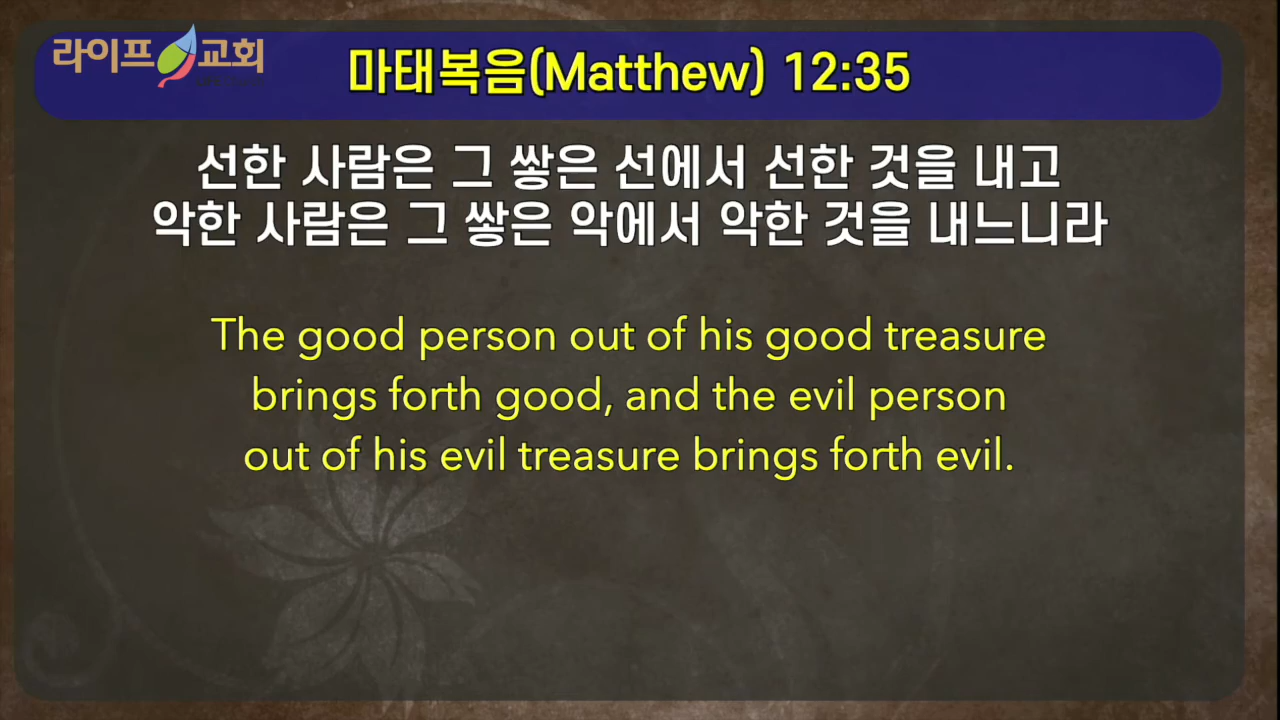 라이프 교회
마태복음(Matthew) 12:35
선한 사람은 그 쌓은 선에서 선한 것을 내고
악한 사람은 그 쌓은 악에서 악한 것을 내느니라
The good person out of his good treasure
brings forth good, and the evil person
out of his evil treasure brings forth evil.